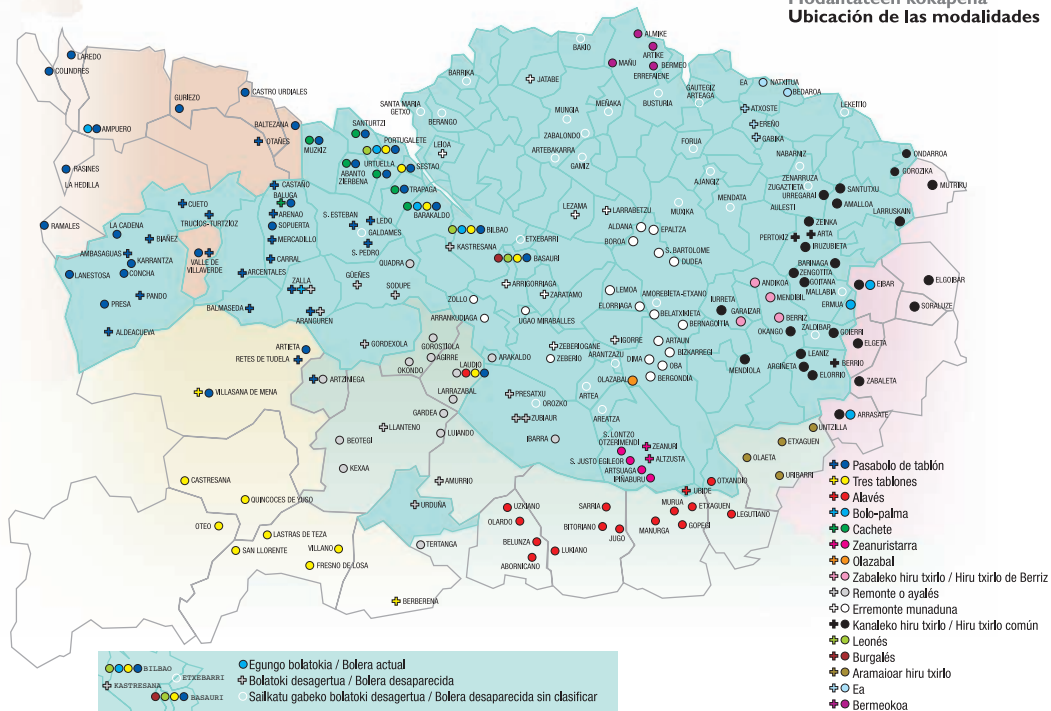 Modalitateen kokapena
Ubicación de las modalidades
LAREDO
COLINDRES
GURIEZO
CASTRO URDIALES
AMPUERO
BALTEZANA
OTAÑES
RASINES
LA HEDILLA
RAMALES
MUZKIZ
SANTURTZI
PORTUGALETE
URTUELLA
ABANTO
ZIERBENA
SESTAO
TRAPAGA
BARAKALDO
SANTA MARIA
GETXO
BERANGO
LEIOA
BARRIKA
JATABE
BAKIO
ALMIKE
ARTIKE
MAÑU
BERMEO
ERREFAIENE
MUNGIA
MEÑAKA
BUSTURIA
GAUTEGIZ
ARTEAGA
EA
NATXITUA
BEDAROA
LEKEITIO
ATXOSTE
EREÑO
GABIKA
ZABALONDO
ARTEBAKARRA
GAMIZ
FORUA
NABARNIZ
AJANGIZ
MENDATA
MUXIKA
ZENARRUZA
ZUGAZTIETA
URREGARAI
AULESTI
ONDARROA
GOROZIKA
MUTRIKU
SANTUTXU
AMALLOA
LARRUSKAIN
ZEINKA
ARTA
PERTOKIZ
IRUZUBIETA
BARINAGA
ZENGOTITA
GOITANA
MALLABIA
ERMUA
EIBAR
ELGOIBAR
SORALUZE
ANDIKOA
MENDIBIL
GARAIZAR
BERRIZ
IURRETA
OKANGO
ZALDIBAR
GOIERRI
ELGETA
LEANIZ
BERRIO
ARGINETA
ELORRIO
MENDIOLA
ZABALETA
ARRASATE
CASTAÑO
BALUGA
CUETO
TRUCIOS-TURTZIOZ
ARENAO
SOPUERTA
MERCADILLO
CARRAL
ARCENTALES
LA CADENA
BIAÑEZ
AMBASAGUAS
KARRANTZA
LANESTOSA
CONCHA
PANDO
PRESA
ALDEACUEVA
VALLE DE
VILLAVERDE
BALMASEDA
S. ESTEBAN
LEDO
GALDAMES
S. PEDRO
QUADRA
GÜEÑES
SODUPE
ZALLA
ARANGUREN
BILBAO
ETXEBARRI
KASTRESANA
BASAURI
LEZAMA
LARRABETZU
ALDANA
EPALTZA
BOROA
S. BARTOLOME
DUDEA
ARRIGORRIAGA
ZARATAMO
ZOLLO
ARRANKUDIAGA
UGAO MIRABALLES
LEMOA
AMOREBIETA-ETXANO
ELORRIAGA
BELATXIKIETA
BERNAGOITIA
IGORRE
ARTAUN
BIZKARREGI
OBA
BERGONDIA
OIMA
ARANTZAZU
ZEBERIOGANE
ZEBERIO
OLAZABAL
ARTEA
AREATZA
ARAKALDO
LAUDIO
PRESATXU
OROZKO
ZUBIAUR
IBARRA
GORDEXOLA
GOROSTIOLA
AGIRRE
OKONDO
LARRAZABAL
GARDEA
LUIANDO
ARTIETA
RETES DE TUDELA
ARTZINIEGA
VILLASANA DE MENA
LLANTENO
BEOTEGI
KEXAA
AMURRIO
URDUÑA
TERTANGA
S. LONTZO
OTZERIMENDI
S. JUSTO EGILEOR
ARTSUAGA
IPIÑABURU
ZEANURI
ALTZUSTA
UNTZILLA
ETXAGUEN
OLAETA
URIBARRI
OTXANDIO
UBIDE
MURUA
ETXAGUEN
LEGUTIANO
MANURGA
GOPEGI
SARRIA
BITORIANO
JUGO
UZKIANO
OLARDO
BELUNZA
LUKIANO
ABORNICANO
CASTRESANA
QUINCOCES DE YUSO
OTEO
LASTRAS DE TEZA
SAN LLORENTE
VILLANO
FRESNO DE LOSA
BERBERENA
Pasabolo de tablón
Tres tablones
Alavés
Bolo-palma
Cachete
Zeanuristarra
Olazabal
Zabaleko hiru txirlo / Hiru txirlo de Berriz
Remonte o ayalés
Erremonte munaduna
Kanaleko hiru txirlo / Hiru txirlo común
Leonés
Burgalés
Aramaioar hiru txirlo
Ea
Bermeokoa
BILBAO
ETXEBARRI
KASTRESANA
BASAURI
Egungo bolatokia / Bolera actual
Bolatoki desagertua / Bolera desaparecida
Sailkatu gabeko bolatoki desagertua / Bolera desaparecida sin clasificar